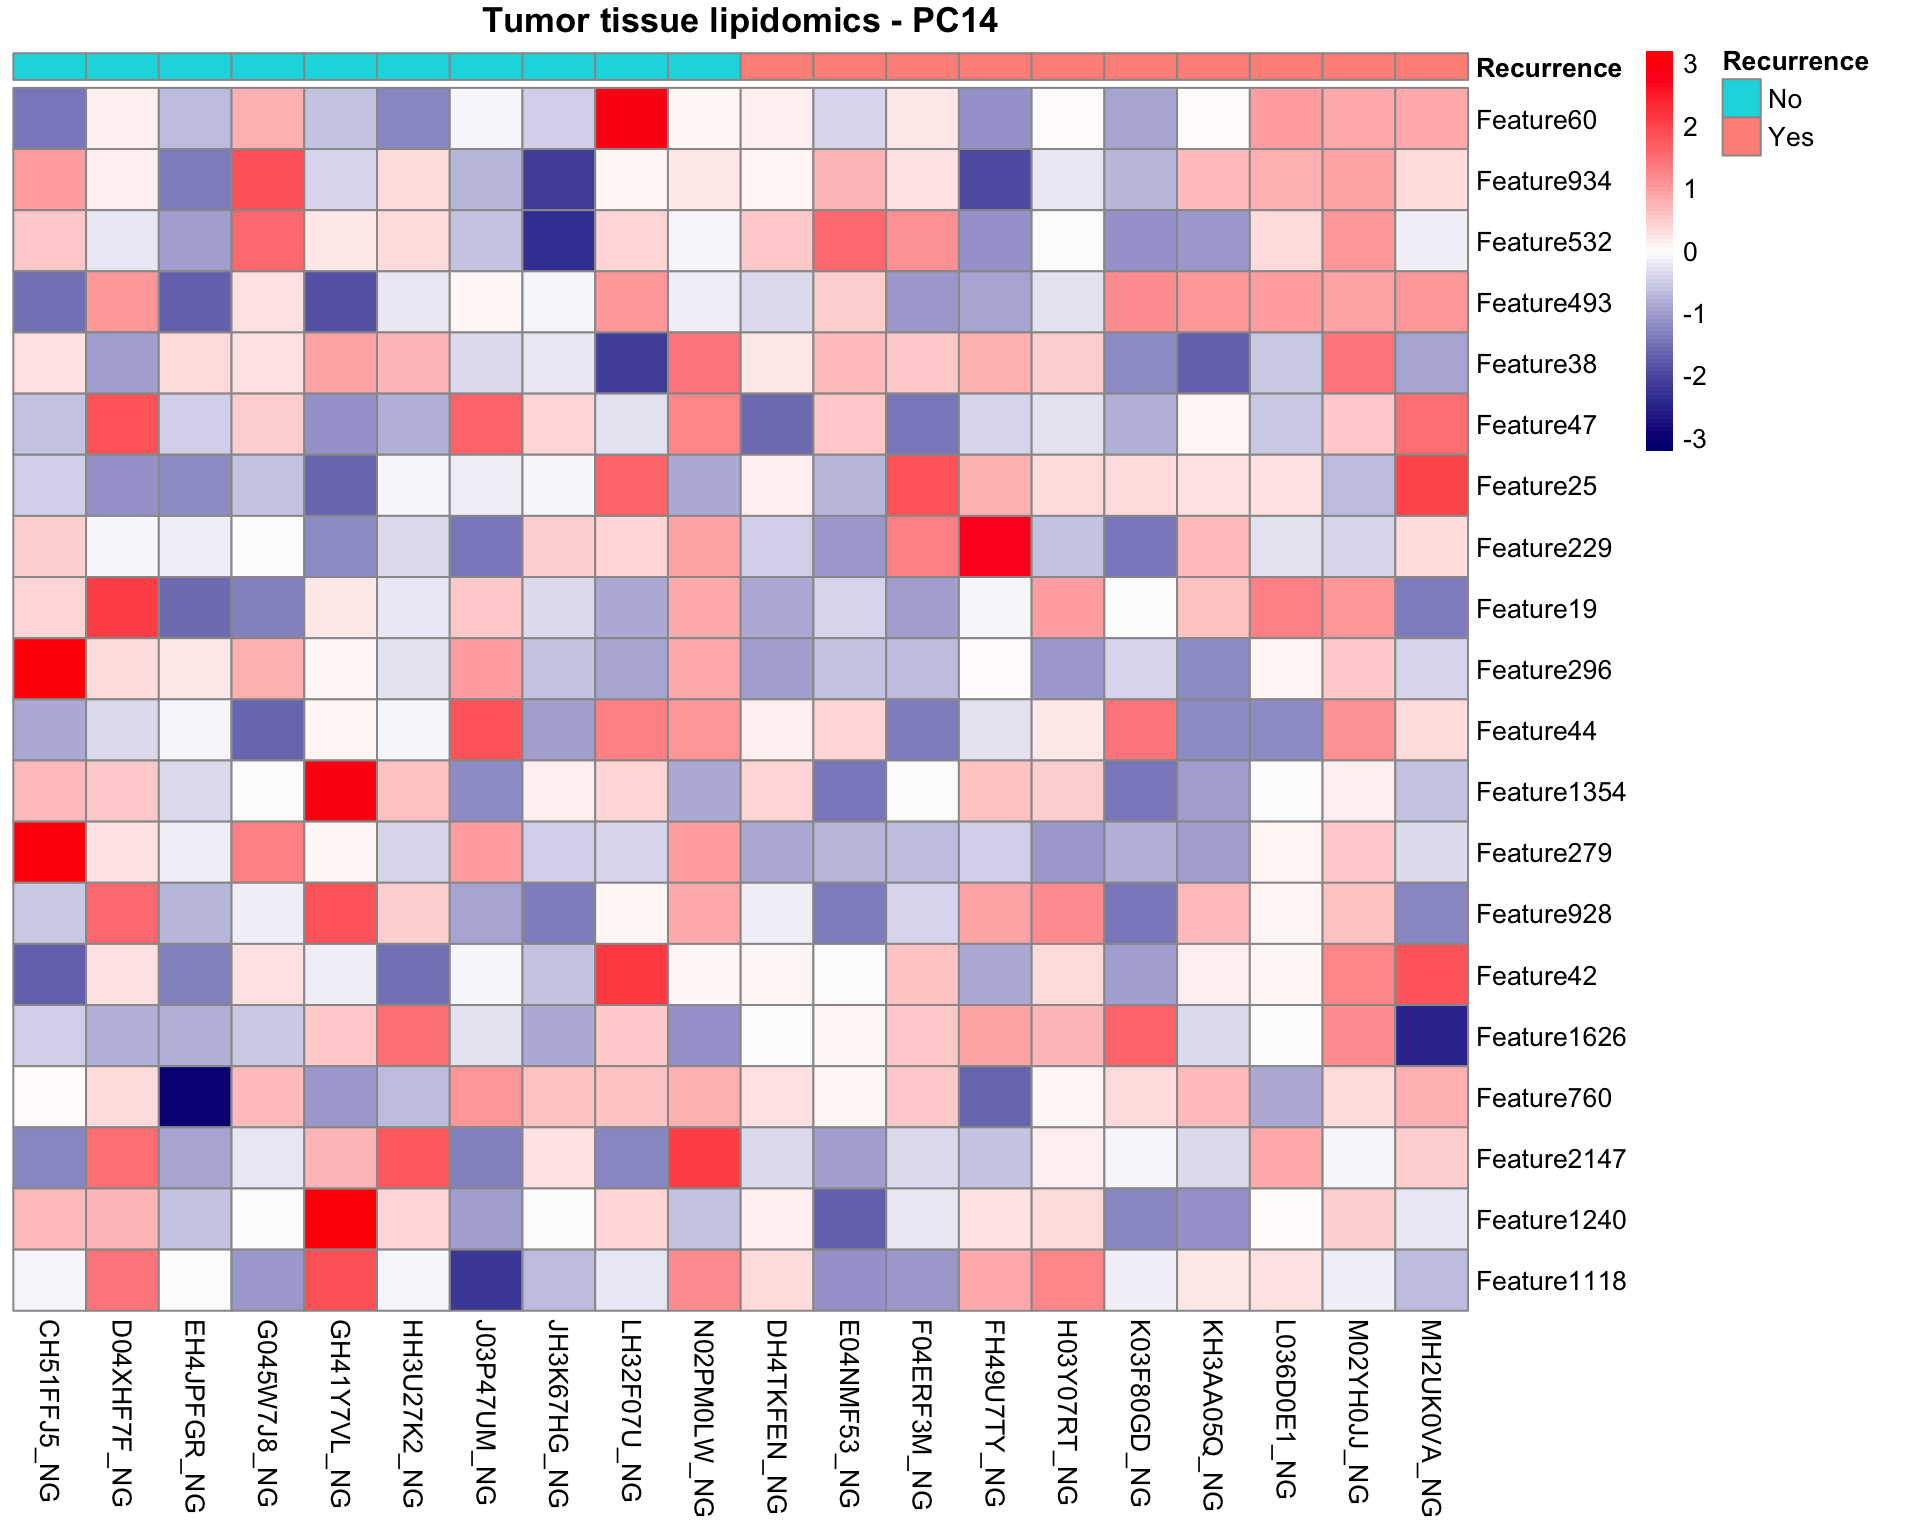 Tumor tissue lipidomics - PC14
Recurrence
Feature60
Feature934
Feature532
Feature493
Feature38
Feature47
Feature25
Feature229
Feature19
Feature296
Feature44
Feature1354
Feature279
Feature928
Feature42
Feature1626
Feature760
Feature2147
Feature1240
Feature1118
CH51FFJ5_NG
D04XHF7F_NG
EH4JPFGR_NG
G045W7J8_NG
GH41Y7VL_NG
HH3U27K2_NG
J03P47UM_NG
JH3K67HG_NG
LH32F07U_NG
N02PM0LW_NG
DH4TKFEN_NG
E04NMF53_NG
F04ERF3M_NG
FH49U7TY_NG
H03Y07RT_NG
K03F80GD_NG
KH3AA05Q_NG
L036D0E1_NG
M02YH0JJ_NG
MH2UK0VA_NG
3
2
1
0
-1
-2
-3
Recurrence
No
Yes